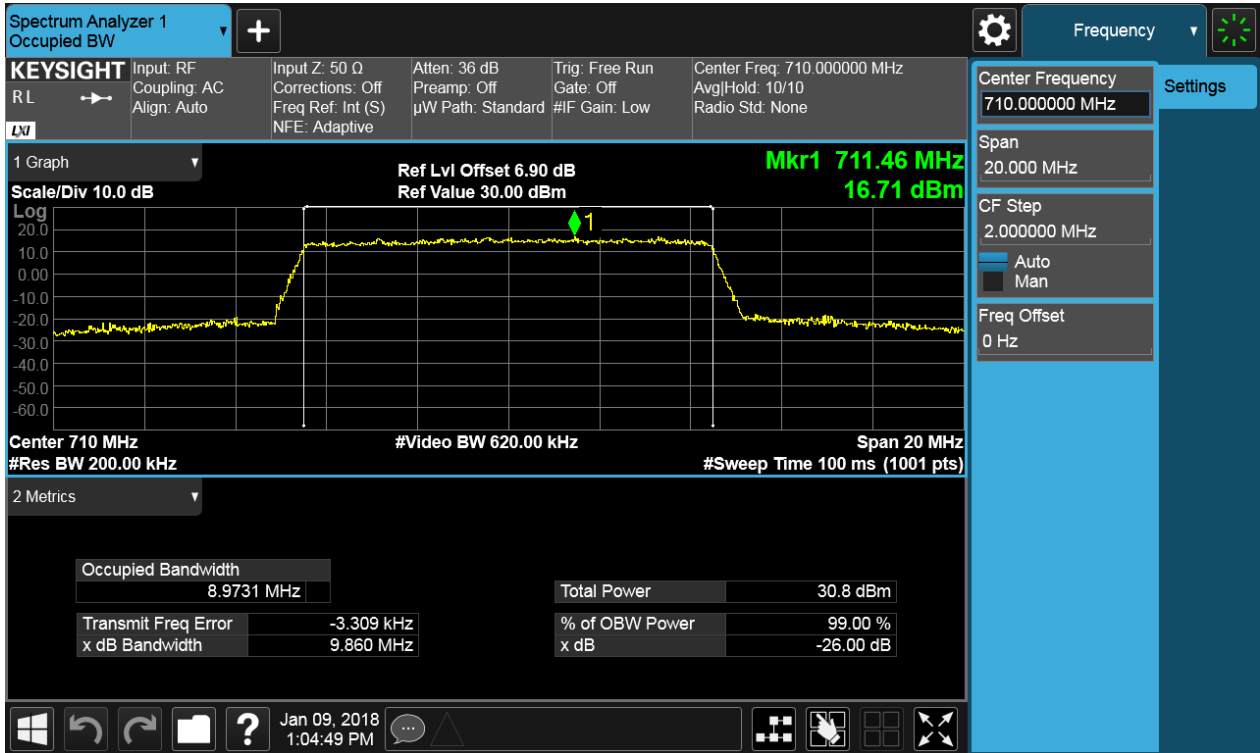 Spectrum Analyzer 1
Occupied BW
+
Frequency
KEYSIGHT
RL
LXI
Input: RF
Coupling: AC
Align: Auto
Input Z: 50 Ω
Corrections: Off
Freq Ref: Int (S)
NFE: Adaptive
Atten: 36 dB
Preamp: Off
µW Path: Standard
Trig: Free Run
Gate: Off
#IF Gain: Low
Center Freq: 710.000000 MHz
Avg|Hold: 10/10
Radio Std: None
1 Graph
Scale/Div 10.0 dB
Ref Lvl Offset 6.90 dB
Ref Value 30.00 dBm
Mkr1 711.46 MHz
16.71 dBm
Log
20.0
10.0
0.00
-10.0
-20.0
-30.0
-40.0
-50.0
-60.0
1
Center 710 MHz
#Video BW 620.00 kHz
Span 20 MHz
#Res BW 200.00 kHz
#Sweep Time 100 ms (1001 pts)
2 Metrics
Occupied Bandwidth
8.9731 MHz
Total Power 30.8 dBm
Transmit Freq Error -3.309 kHz
% of OBW Power 99.00 %
x dB Bandwidth 9.860 MHz
x dB -26.00 dB
Center Frequency
710.000000 MHz
Settings
Span
20.000 MHz
CF Step
2.000000 MHz
Auto
Man
Freq Offset
0 Hz
?
Jan 09, 2018
1:04:49 PM